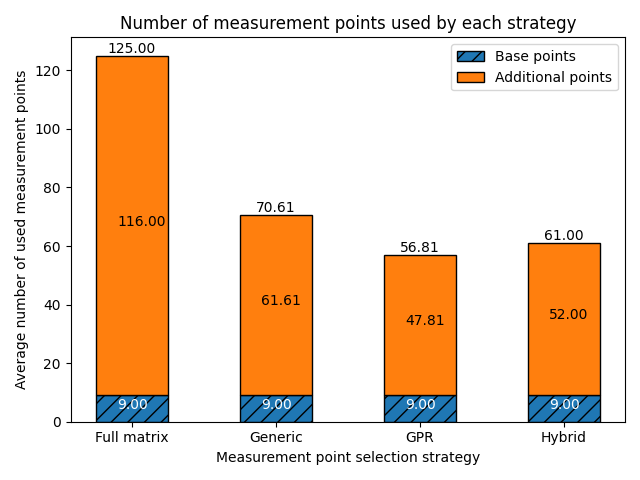 Number of measurement points used by each strategy
Average number of used measurement points
120
100
80
60
40
20
0
125.00
116.00
9.00
70.61
61.61
9.00
56.81
47.81
9.00
61.00
52.00
9.00
Base points
Additional points
Full matrix
Generic
GPR
Hybrid
Measurement point selection strategy